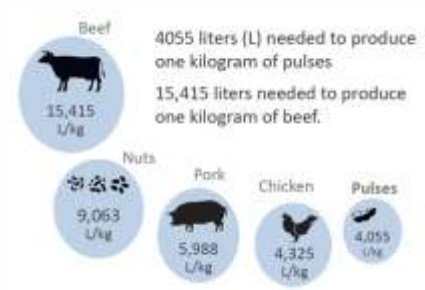 Beef
4055 liters (L) needed to produce
one kilogram of pulses
15,415 liters needed to produce
one kilogram of beef.
15,415
L/kg
Nuts
9,063
L/kg
Pork
5,988
L/kg
Chicken
4,325
L/kg
Pulses
4,055
L/kg